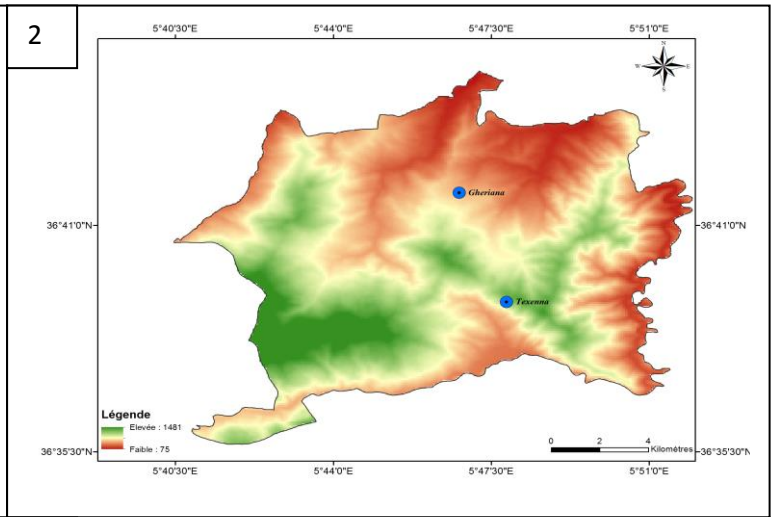 2
5°40'30"E 5°44'0"E 5°47'30"E 5°51'0"E
N
W E
S
Gheriana
36°41'0"N 36°41'0"N
Texenna
Légende
Elevée : 1481
Faible : 75
0 2 4
Kilomètres
36°35'30"N 36°35'30"N
5°40'30"E 5°44'0"E 5°47'30"E 5°51'0"E